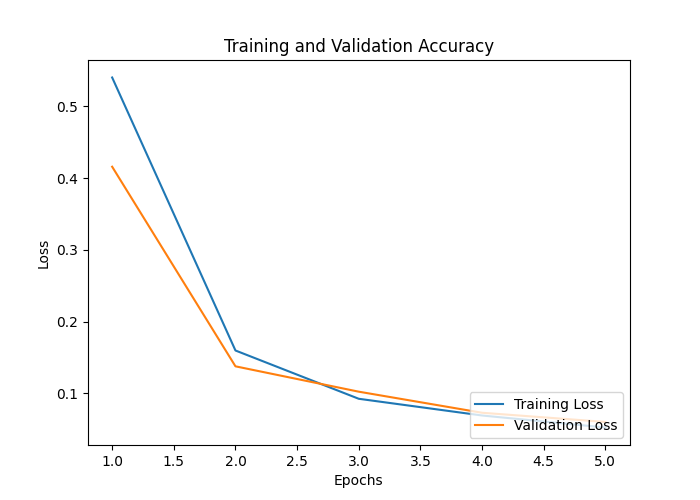 Training and Validation Accuracy
Loss
0.5
0.4
0.3
0.2
0.1
Training Loss
Validation Loss
1.0 1.5 2.0 2.5 3.0 3.5 4.0 4.5 5.0
Epochs